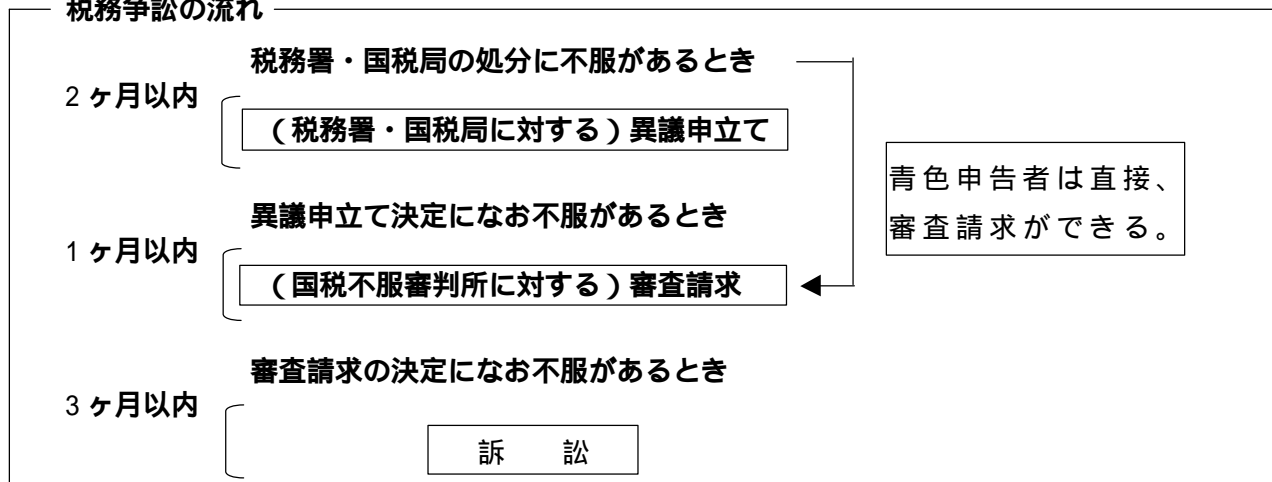 税務争訟の流れ
税務署・国税局の処分に不服があるとき
2ヶ月以内
（税務署・国税局に対する）異議申立て
青色申告者は直接、
審査請求ができる。
異議申立て決定になお不服があるとき
1ヶ月以内
（国税不服審判所に対する）審査請求
審査請求の決定になお不服があるとき
3ヶ月以内
訴　訟